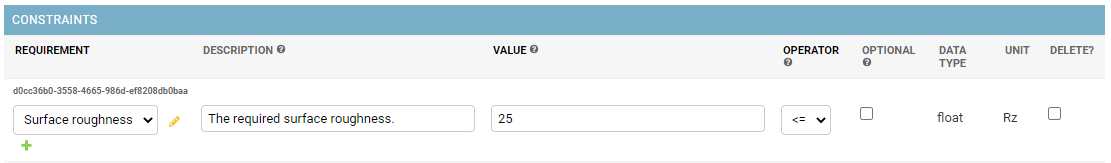 CONSTRAINTS
REQUIREMENT DESCRIPTION ? VALUE ? OPERATOR ? OPTIONAL ? DATA TYPE UNIT DELETE?
d0cc36b0-3558-4665-986d-ef8208db0baa
Surface roughness The required surface roughness. 25 <= float Rz